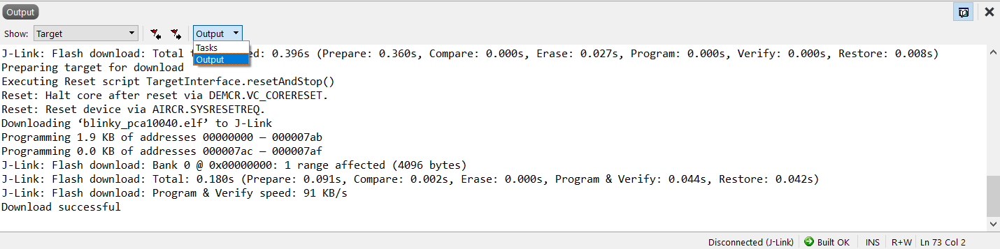 Output
Show: Target Output
Tasks
Output
J-Link: Flash download: Total ed: 0.396s (Prepare: 0.360s, Compare: 0.000s, Erase: 0.027s, Program: 0.000s, Verify: 0.000s, Restore: 0.008s)
Preparing target for download
Executing Reset script TargetInterface.resetAndStop()
Reset: Halt core after reset via DEMCR.VC_CORERESET.
Reset: Reset device via AIRCR.SYSRESETREQ.
Downloading ‘blinky_pca10040.elf’ to J-Link
Programming 1.9 KB of addresses 00000000 — 000007ab
Programming 0.0 KB of addresses 000007ac — 000007af
J-Link: Flash download: Bank 0 @ 0x00000000: 1 range affected (4096 bytes)
J-Link: Flash download: Total: 0.180s (Prepare: 0.091s, Compare: 0.002s, Erase: 0.000s, Program & Verify: 0.044s, Restore: 0.042s)
J-Link: Flash download: Program & Verify speed: 91 KB/s
Download successful
Disconnected (J-Link) Built OK INS R+W Ln 73 Col 2